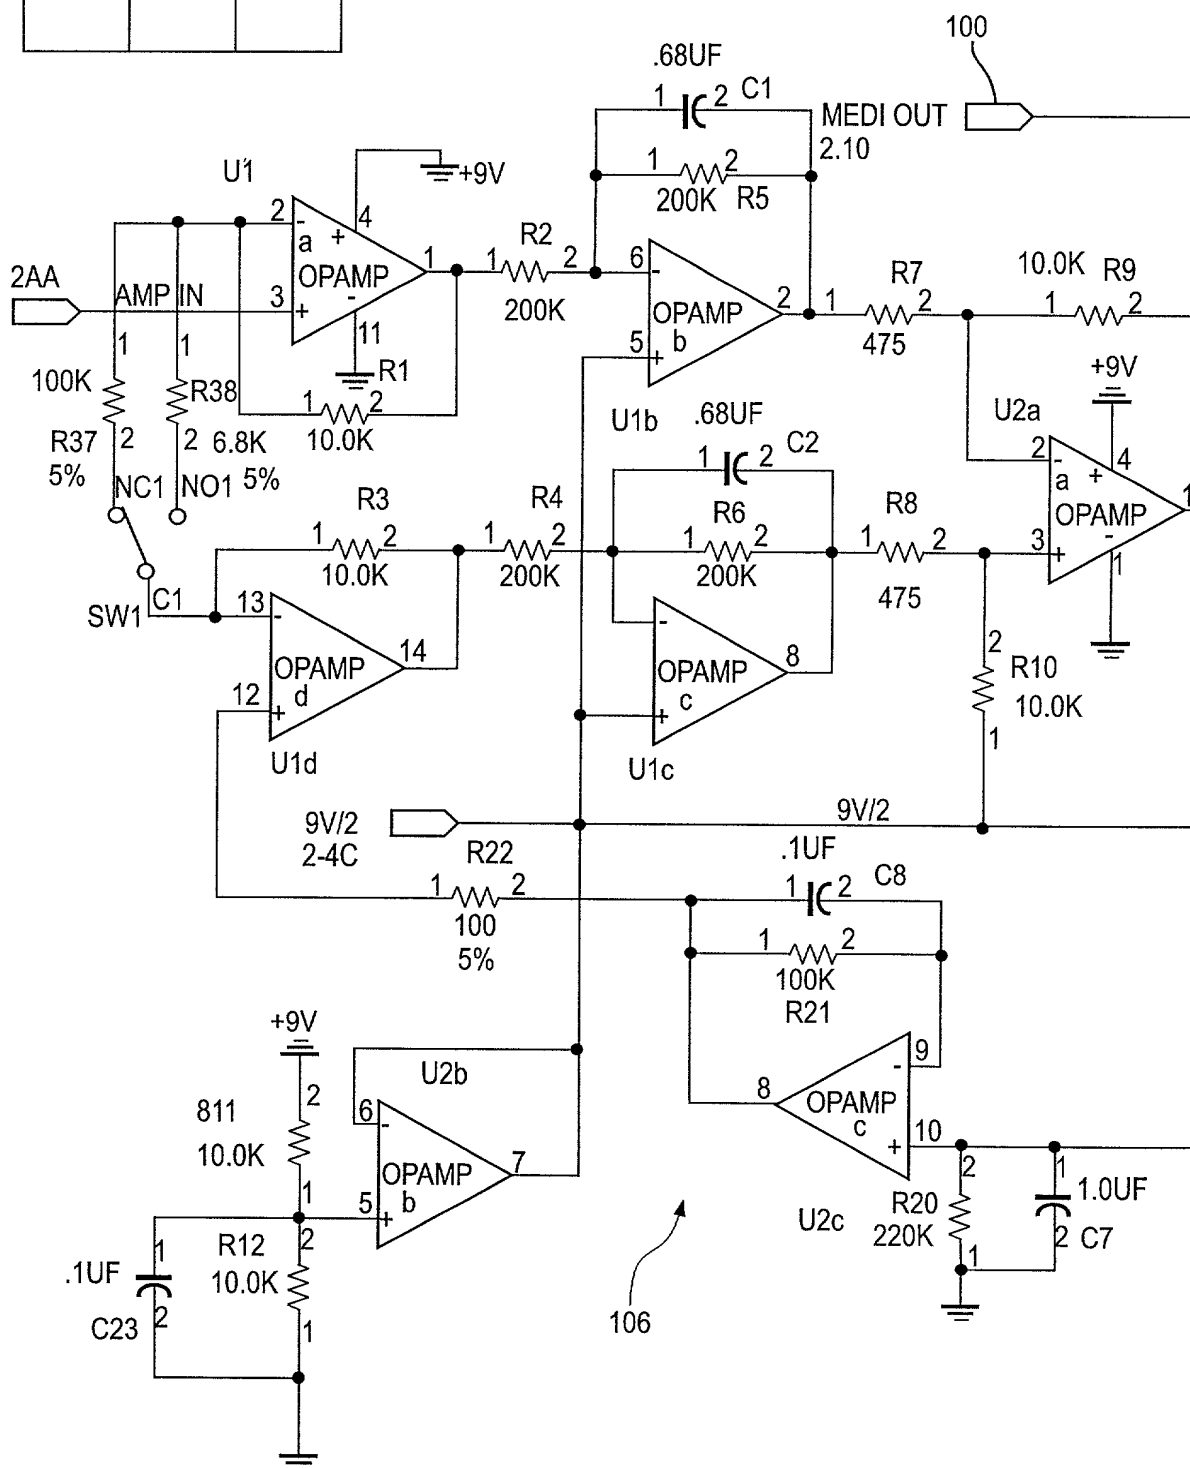 100
.68UF
1 2 C1
MEDI OUT
2.10
U1
+9V
1 2
200K R5
2 - 4
a +
OPAMP
1
R2
1 2
200K
6 -
OPAMP
b
2
5 +
U1b
1 R7 2
475
10.0K R9
1 2
2AA
AMP IN
3 +
-
11
R1
1 2
10.0K
1 1
100K
R38
R37 2 2 6.8K
5% 5%
NC1 NO1
+9V
U2a
2 - 4
a +
OPAMP
1
3 + -
1
.68UF
1 2 C2
R3
1 2
10.0K
R4
1 2
200K
R6
1 2
200K
R8
1 2
475
SW1 C1
13 -
OPAMP
d
14
12 +
U1d
-
OPAMP
c
8
+
U1c
2
R10
10.0K
1
9V/2
2-4C
9V/2
R22
1 2
100
5%
.1UF
1 2 C8
1 2
100K
R21
+9V
2
811
10.0K
1
U2b
6 -
OPAMP
b
7
5 +
9
-
8 OPAMP
c
+ 10
U2c
2
R20
220K
1
1
1.0UF
2 C7
R12 2
10.0K
1
1
.1UF
C23 2
106